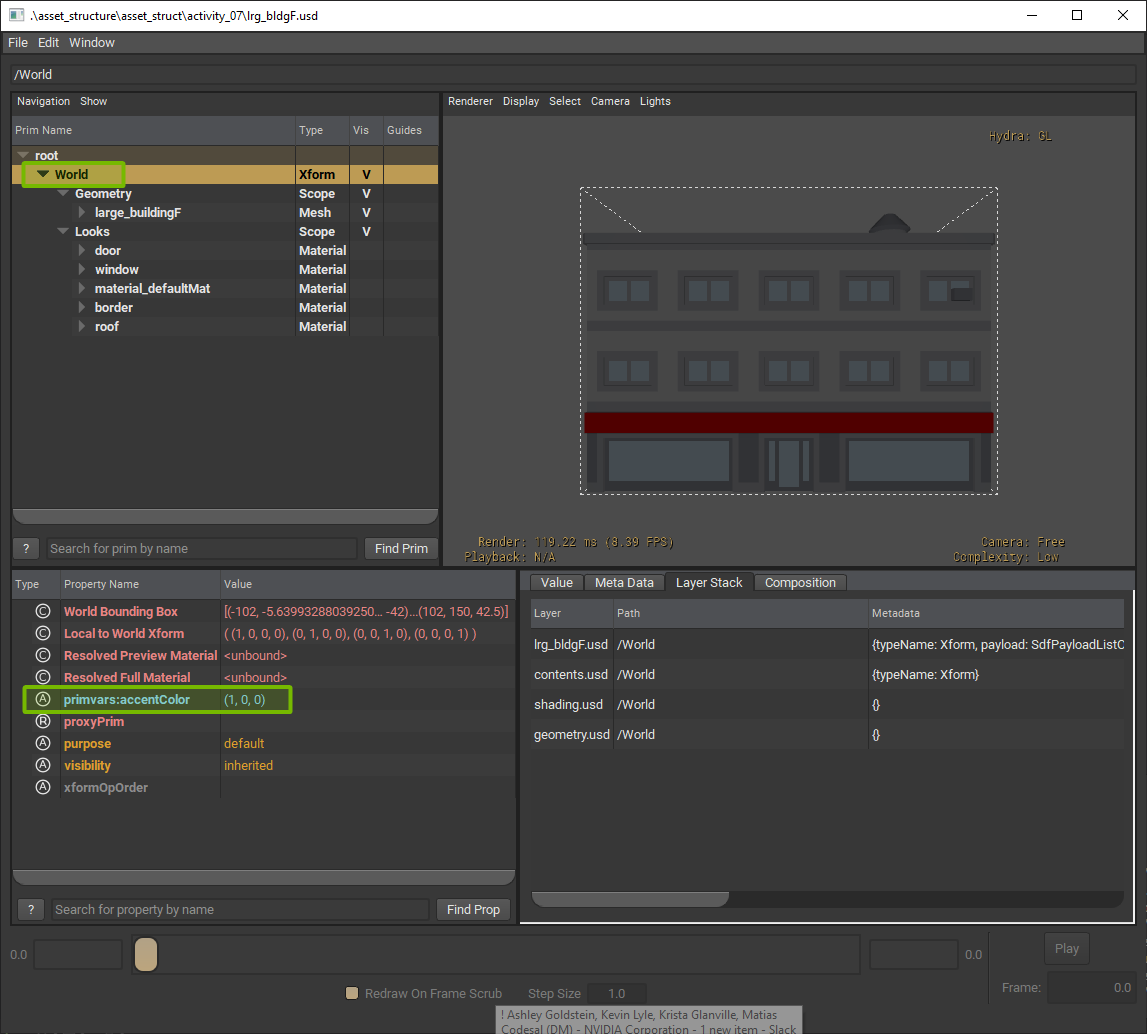 .\asset_structure\asset_struct\activity_07\lrg_bldgF.usd
File Edit Window
/World
Navigation Show
Prim Name Type Vis Guides
root
World Xform V
Geometry Scope V
large_buildingF Mesh V
Looks Scope V
door Material
window Material
material_defaultMat Material
border Material
roof Material
? Search for prim by name Find Prim
Renderer Display Select Camera Lights
Hydra: GL
Render: 119.22 ms (8.39 FPS)
Playback: N/A
Camera: Free
Complexity: Low
Type Property Name Value
C World Bounding Box [(-102, -5.63993288039250... -42)...(102, 150, 42.5)]
C Local to World Xform ( (1, 0, 0, 0), (0, 1, 0, 0), (0, 0, 1, 0), (0, 0, 0, 1) )
C Resolved Preview Material <unbound>
C Resolved Full Material <unbound>
A primvars:accentColor (1, 0, 0)
R proxyPrim
A purpose default
A visibility inherited
A xformOpOrder
? Search for property by name Find Prop
Value Meta Data Layer Stack Composition
Layer Path Metadata
lrg_bldgF.usd /World {typeName: Xform, payload: SdfPayloadListO
contents.usd /World {typeName: Xform}
shading.usd /World {}
geometry.usd /World {}
0.0 0.0 Play
Redraw On Frame Scrub Step Size 1.0 Frame: 0.0
! Ashley Goldstein, Kevin Lyle, Krista Glanville, Matias
Codesal (DM) - NVIDIA Corporation - 1 new item - Slack